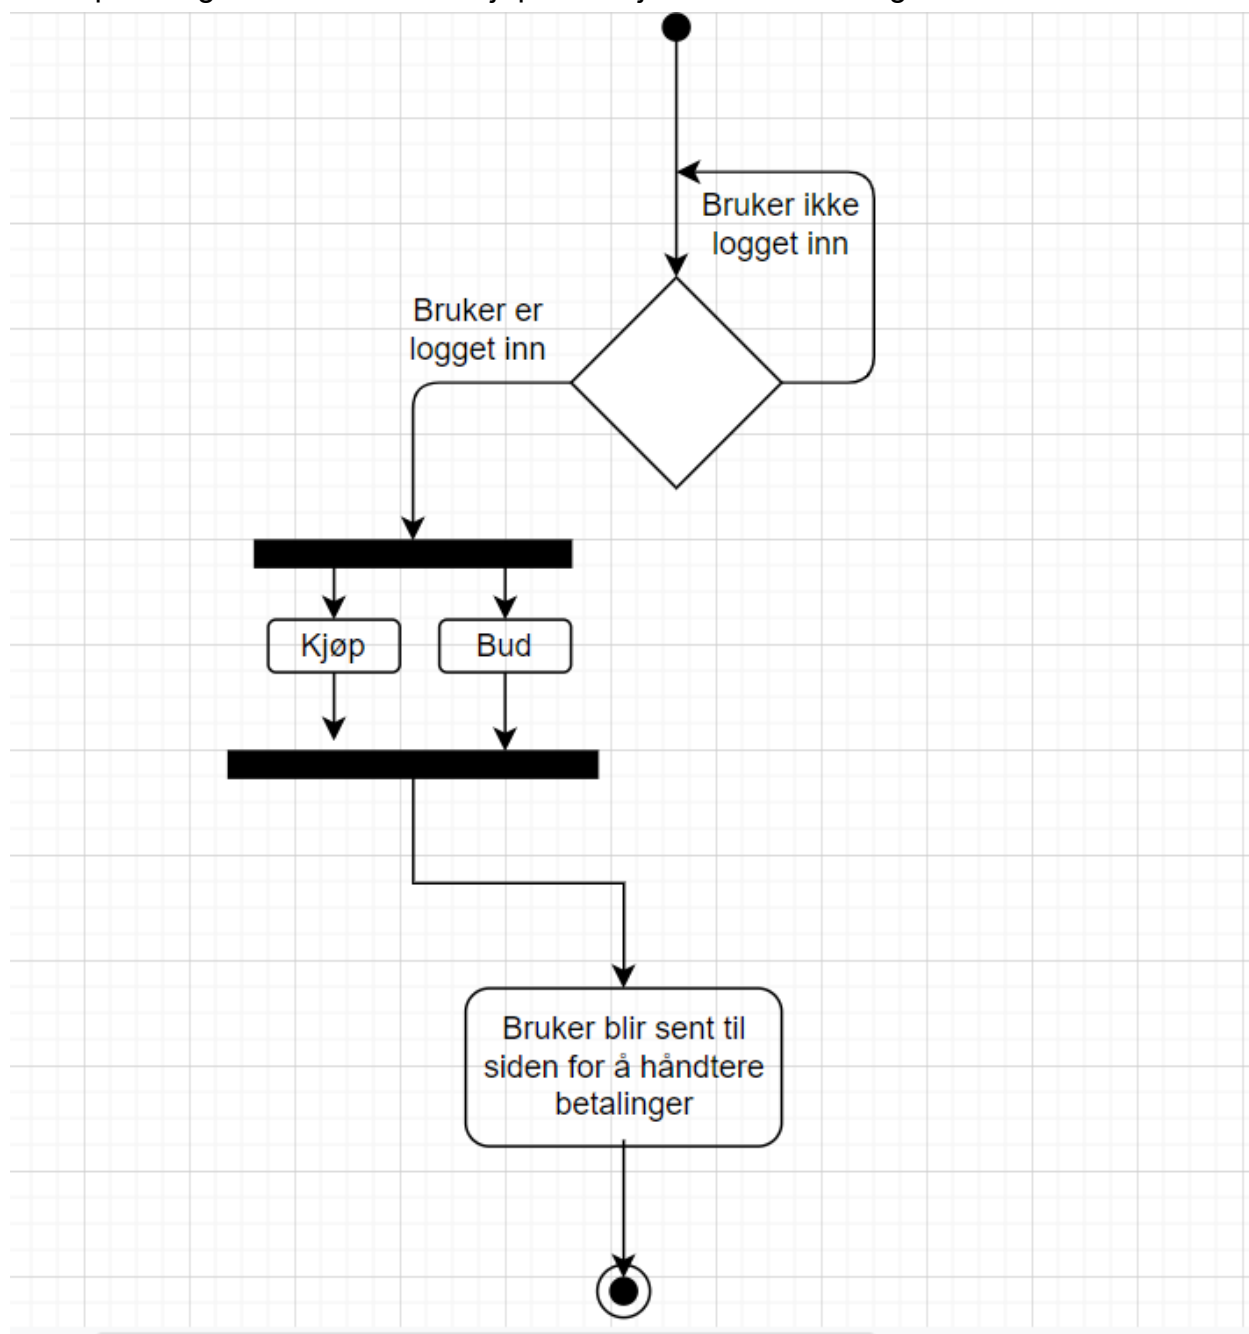 Bruker ikke
logget inn
Bruker er
logget inn
Kjøp
Bud
Bruker blir sent til
siden for å håndtere
betalinger